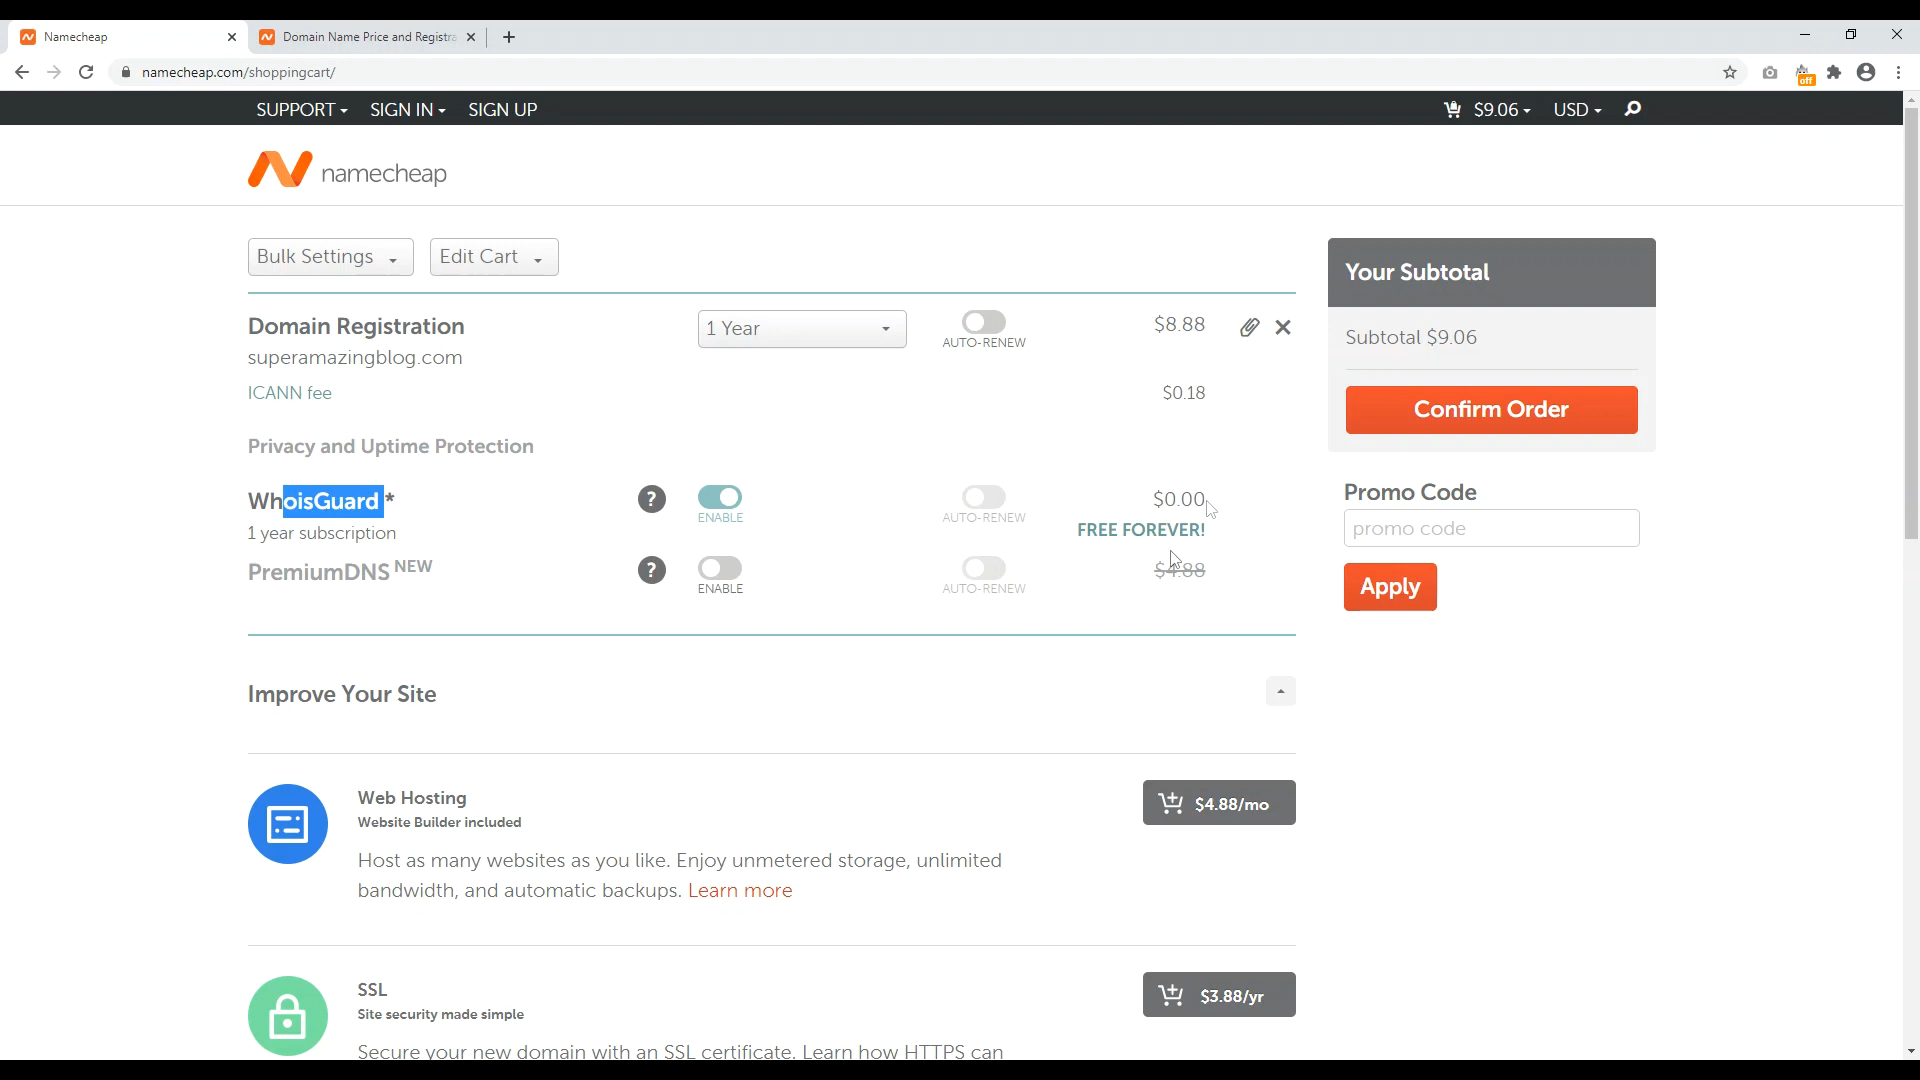 Namecheap
Domain Name Price and Registra
namecheap.com/shoppingcart/
off
SUPPORT SIGN IN SIGN UP
$9.06 USD
namecheap
Bulk Settings Edit Cart
Your Subtotal
Domain Registration 1 Year AUTO-RENEW $8.88
superamazingblog.com
Subtotal $9.06
ICANN fee $0.18
Confirm Order
Privacy and Uptime Protection
WhoisGuard * ? ENABLE AUTO-RENEW $0.00
1 year subscription FREE FOREVER!
Promo Code
promo code
PremiumDNS NEW ? ENABLE AUTO-RENEW $4.88
Apply
Improve Your Site
Web Hosting $4.88/mo
Website Builder included
Host as many websites as you like. Enjoy unmetered storage, unlimited
bandwidth, and automatic backups. Learn more
SSL $3.88/yr
Site security made simple
Secure your new domain with an SSL certificate. Learn how HTTPS can